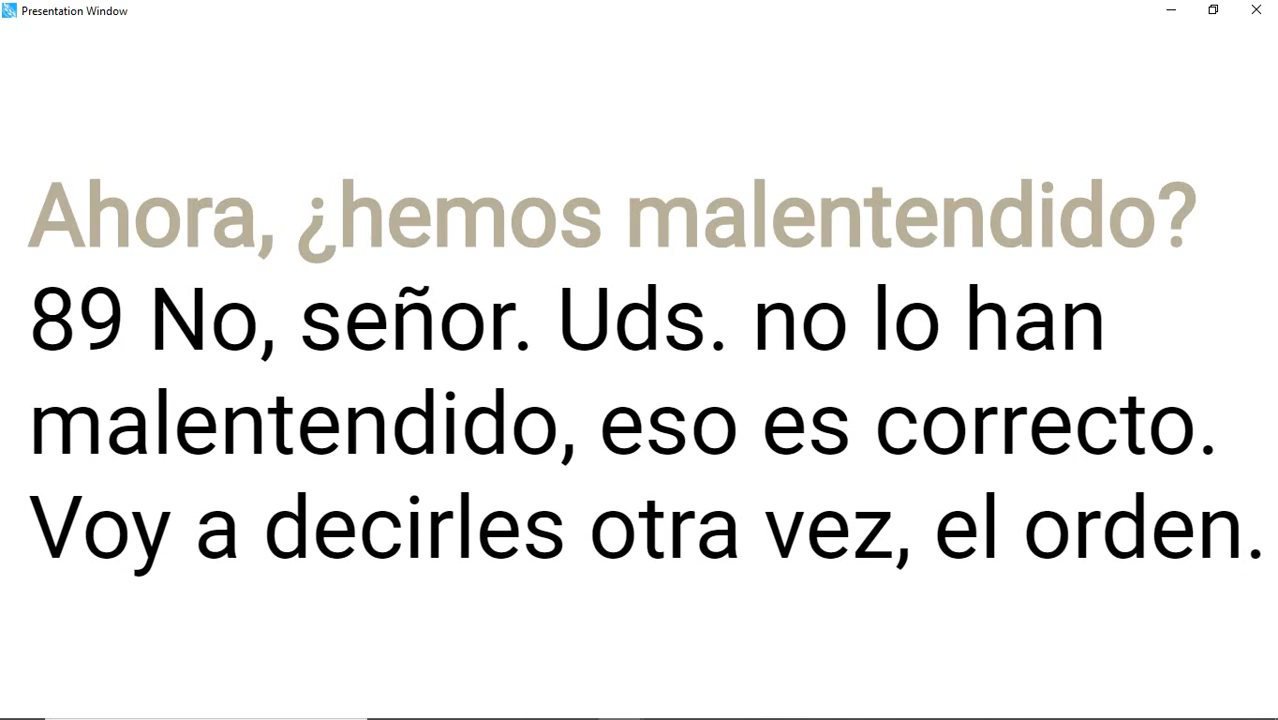 Presentation Window
Ahora, ¿hemos malentendido?
89 No, señor. Uds. no lo han
malentendido, eso es correcto.
Voy a decirles otra vez, el orden.